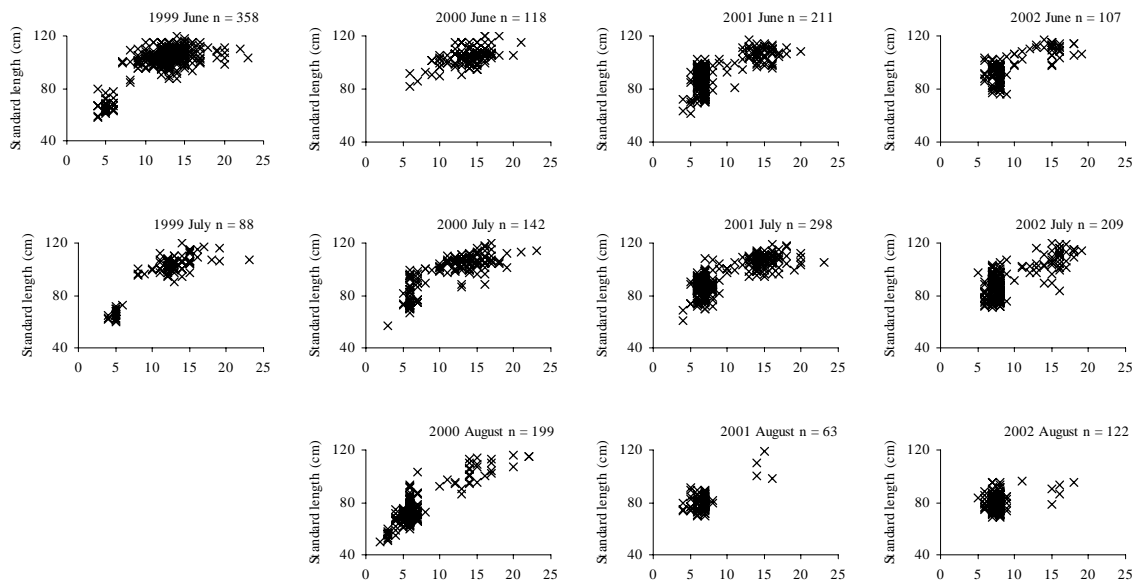 1999 June n = 358
2000 June n = 118
2001 June n = 211
2002 June n = 107
Standard length (cm)
Standard length (cm)
Standard length (cm)
Standard length (cm)
120
80
40
120
80
40
120
80
40
120
80
40
0 5 10 15 20 25
0 5 10 15 20 25
0 5 10 15 20 25
0 5 10 15 20 25
1999 July n = 88
2000 July n = 142
2001 July n = 298
2002 July n = 209
Standard length (cm)
Standard length (cm)
Standard length (cm)
Standard length (cm)
120
80
40
120
80
40
120
80
40
120
80
40
0 5 10 15 20 25
0 5 10 15 20 25
0 5 10 15 20 25
0 5 10 15 20 25
2000 August n = 199
2001 August n = 63
2002 August n = 122
Standard length (cm)
Standard length (cm)
Standard length (cm)
120
80
40
120
80
40
120
80
40
0 5 10 15 20 25
0 5 10 15 20 25
0 5 10 15 20 25